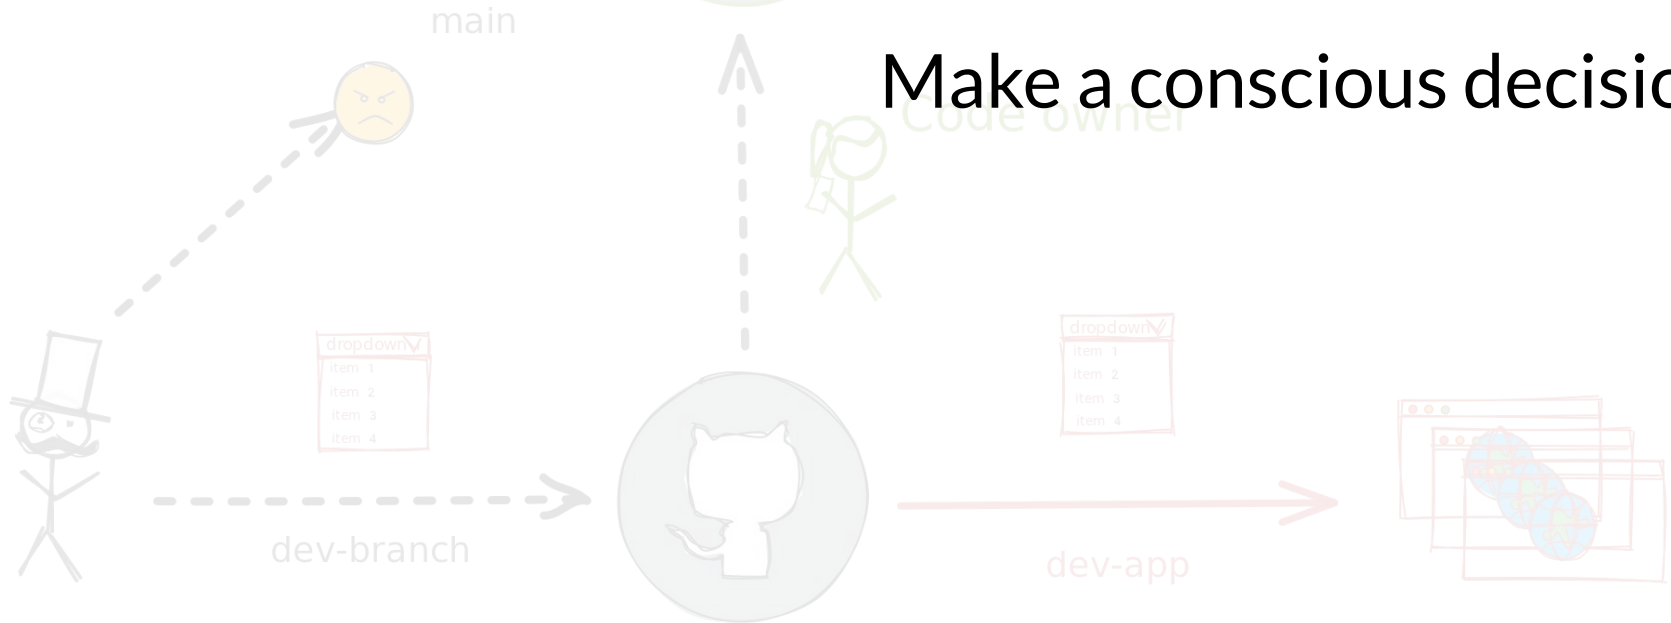 main
Make a conscious decisio
Code owner
dropdown
item 1
item 2
item 3
item 4
dropdown
item 1
item 2
item 3
item 4
dev-branch
dev-app